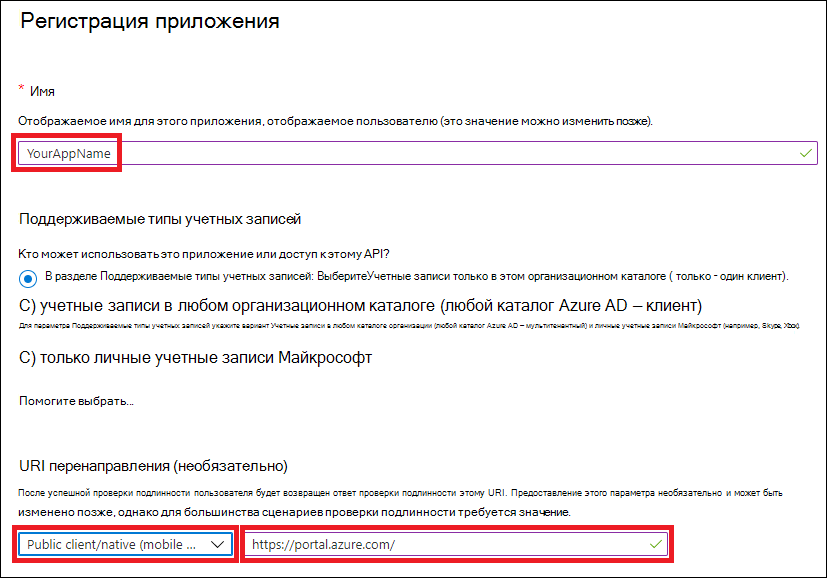 Регистрация приложения
* Имя
Отображаемое имя для этого приложения, отображаемое пользователю (это значение можно изменить позже).
YourAppName
Поддерживаемые типы учетных записей
Кто может использовать это приложение или доступ к этому API?
В разделе Поддерживаемые типы учетных записей: ВыберитеУчетные записи только в этом организационном каталоге ( только - один клиент).
С) учетные записи в любом организационном каталоге (любой каталог Azure AD – клиент)
Для параметра Поддерживаемые типы учетных записей укажите вариант Учетные записи в любом каталоге организации (любой каталог Azure AD – мультитенантный) и личные учетные записи Майкрософт (например, Skype, Xbox).
С) только личные учетные записи Майкрософт
Помогите выбрать...
URI перенаправления (необязательно)
После успешной проверки подлинности пользователя будет возвращен ответ проверки подлинности этому URI. Предоставление этого параметра необязательно и может быть
изменено позже, однако для большинства сценариев проверки подлинности требуется значение.
Public client/native (mobile ... https://portal.azure.com/